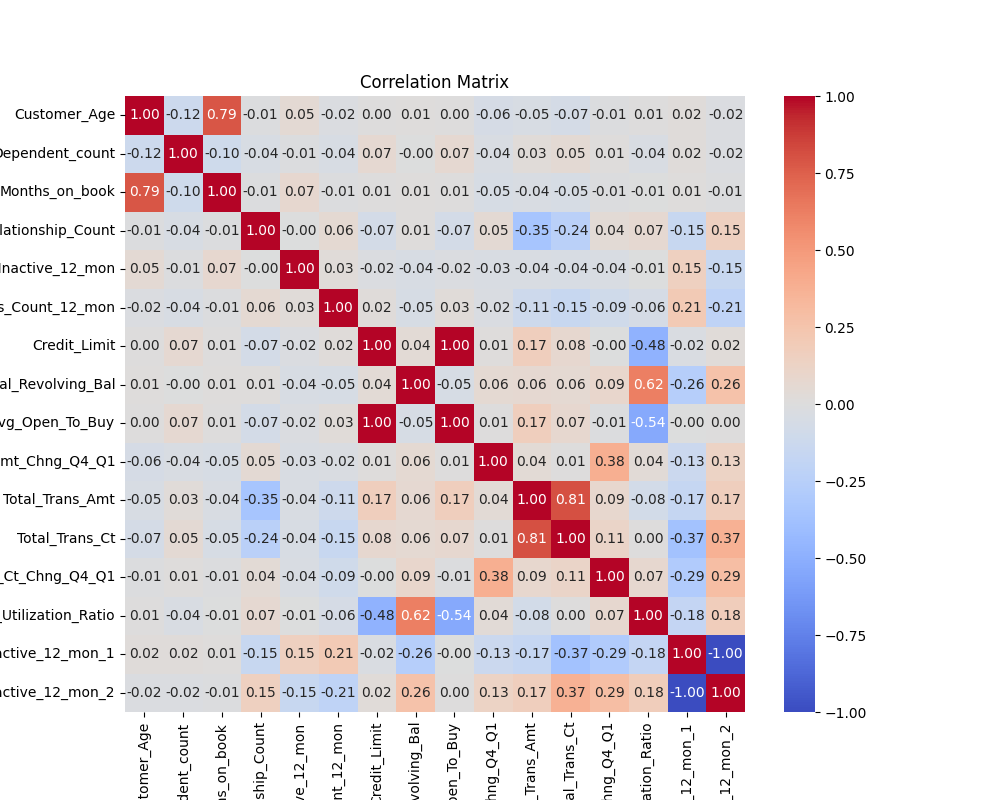 Correlation Matrix
Customer_Age 1.00 -0.12 0.79 -0.01 0.05 -0.02 0.00 0.01 0.00 -0.06 -0.05 -0.07 -0.01 0.01 0.02 -0.02
Dependent_count -0.12 1.00 -0.10 -0.04 -0.01 -0.04 0.07 -0.00 0.07 -0.04 0.03 0.05 0.01 -0.04 0.02 -0.02
Months_on_book 0.79 -0.10 1.00 -0.01 0.07 -0.01 0.01 0.01 0.01 -0.05 -0.04 -0.05 -0.01 -0.01 0.01 -0.01
lationship_Count -0.01 -0.04 -0.01 1.00 -0.00 0.06 -0.07 0.01 -0.07 0.05 -0.35 -0.24 0.04 0.07 -0.15 0.15
Inactive_12_mon 0.05 -0.01 0.07 -0.00 1.00 0.03 -0.02 -0.04 -0.02 -0.03 -0.04 -0.04 -0.04 -0.01 0.15 -0.15
s_Count_12_mon -0.02 -0.04 -0.01 0.06 0.03 1.00 0.02 -0.05 0.03 -0.02 -0.11 -0.15 -0.09 -0.06 0.21 -0.21
Credit_Limit 0.00 0.07 0.01 -0.07 -0.02 0.02 1.00 0.04 1.00 0.01 0.17 0.08 -0.00 -0.48 -0.02 0.02
al_Revolving_Bal 0.01 -0.00 0.01 0.01 -0.04 -0.05 0.04 1.00 -0.05 0.06 0.06 0.06 0.09 0.62 -0.26 0.26
vg_Open_To_Buy 0.00 0.07 0.01 -0.07 -0.02 0.03 1.00 -0.05 1.00 0.01 0.17 0.07 -0.01 -0.54 -0.00 0.00
mt_Chng_Q4_Q1 -0.06 -0.04 -0.05 0.05 -0.03 -0.02 0.01 0.06 0.01 1.00 0.04 0.01 0.38 0.04 -0.13 0.13
Total_Trans_Amt -0.05 0.03 -0.04 -0.35 -0.04 -0.11 0.17 0.06 0.17 0.04 1.00 0.81 0.09 -0.08 -0.17 0.17
Total_Trans_Ct -0.07 0.05 -0.05 -0.24 -0.04 -0.15 0.08 0.06 0.07 0.01 0.81 1.00 0.11 0.00 -0.37 0.37
_Ct_Chng_Q4_Q1 -0.01 0.01 -0.01 0.04 -0.04 -0.09 -0.00 0.09 -0.01 0.38 0.09 0.11 1.00 0.07 -0.29 0.29
_Utilization_Ratio 0.01 -0.04 -0.01 0.07 -0.01 -0.06 -0.48 0.62 -0.54 0.04 -0.08 0.00 0.07 1.00 -0.18 0.18
active_12_mon_1 0.02 0.02 0.01 -0.15 0.15 0.21 -0.02 -0.26 -0.00 -0.13 -0.17 -0.37 -0.29 -0.18 1.00 -1.00
active_12_mon_2 -0.02 -0.02 -0.01 0.15 -0.15 -0.21 0.02 0.26 0.00 0.13 0.17 0.37 0.29 0.18 -1.00 1.00
tomer_Age
dent_count
ns_on_book
ship_Count
ve_12_mon
nt_12_mon
Credit_Limit
volving_Bal
pen_To_Buy
hng_Q4_Q1
_Trans_Amt
al_Trans_Ct
hng_Q4_Q1
ation_Ratio
_12_mon_1
_12_mon_2
1.00
0.75
0.50
0.25
0.00
−0.25
−0.50
−0.75
−1.00